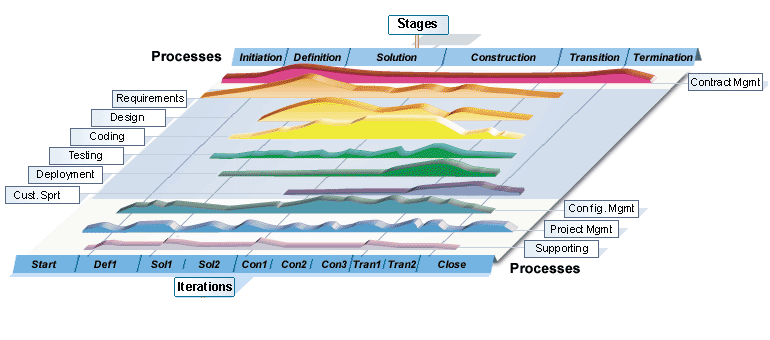 Stages
Processes
Initiation Definition Solution Construction Transition Termination
Contract Mgmt
Requirements
Design
Coding
Testing
Deployment
Cust. Sprt
Config. Mgmt
Project Mgmt
Supporting
Start Def1 Sol1 Sol2 Con1 Con2 Con3 Tran1 Tran2 Close
Processes
Iterations